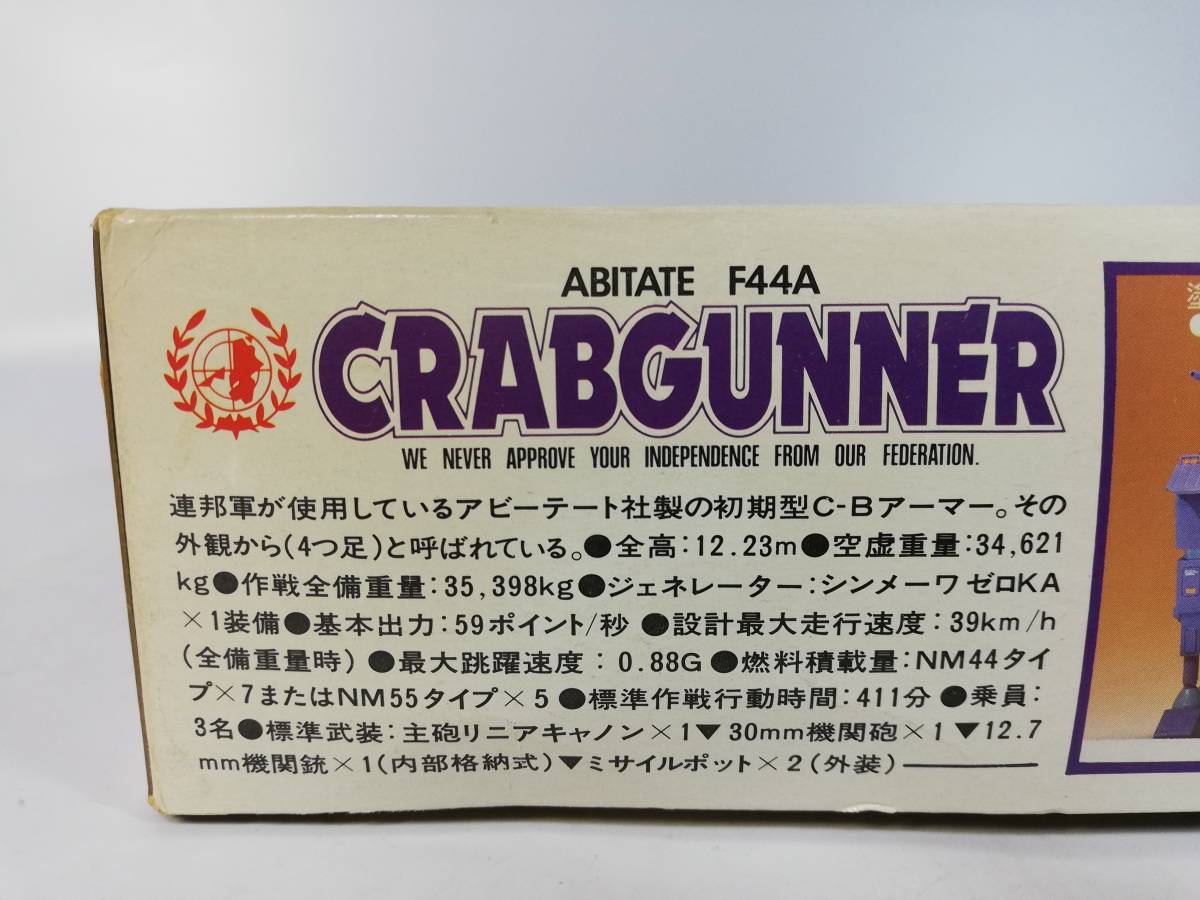 ABITATE F44A
CRABGUNNER
WE NEVER APPROVE YOUR INDEPENDENCE FROM OUR FEDERATION.
連邦軍が使用しているアビーテート社製の初期型C-Bアーマー。その
外観から(4つ足)と呼ばれている。●全高:12.23m●空虚重量:34,621
kg●作戦全備重量:35,398kg●ジェネレーター:シンメーワ ゼロKA
×1装備●基本出力:59ポイント/秒 ●設計最大走行速度:39km/h
(全備重量時) ●最大跳躍速度:0.88G ●燃料積載量:NM44タイ
プ×7またはNM55タイプ×5 ●標準作戦行動時間:411分 ●乗員:
3名●標準武装:主砲リニアキャノン×1▼30mm機関砲×1 ▼12.7
mm機関銃×1(内部格納式)▼ミサイルポット×2(外装)
塗